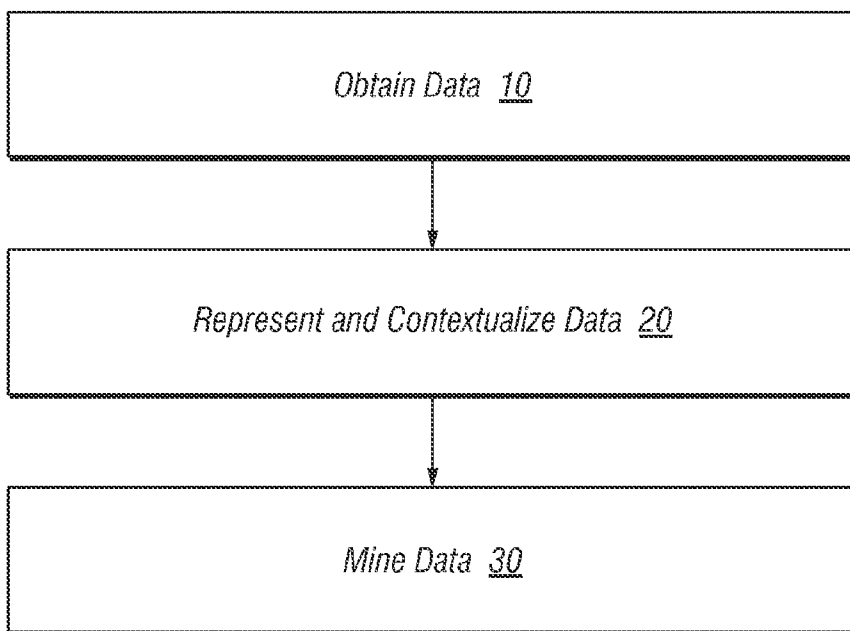 Obtain Data 10
Represent and Contextualize Data 20
Mine Data 30